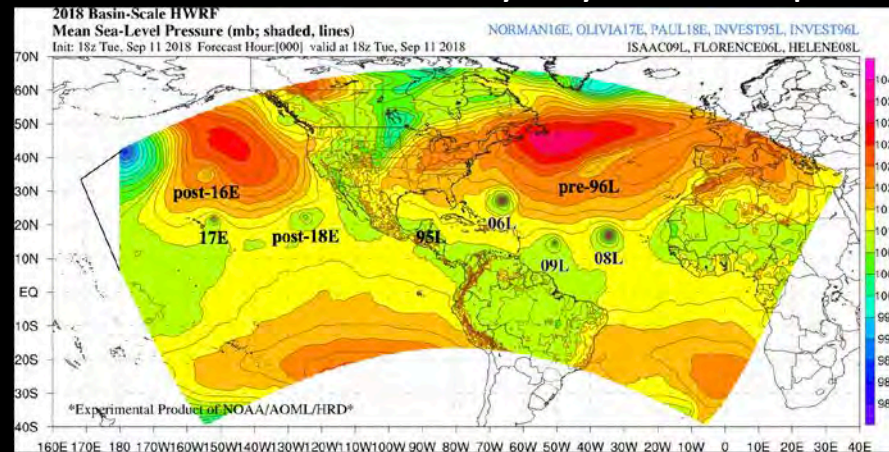 2018 Basin-Scale HWRF
Mean Sea-Level Pressure (mb; shaded, lines)
NORMAN16E, OLIVIA17E, PAUL18E, INVEST95L, INVEST96L
Init: 18z Tue, Sep 11 2018 Forecast Hour:[000] valid at 18z Tue, Sep 11 2018
ISAAC09L, FLORENCE06L, HELENE08L
70N
60N
50N
40N
30N
20N
10N
EQ
10S
20S
30S
40S
post-16E
pre-96L
17E
post-18E
95L
06L
09L
08L
*Experimental Product of NOAA/AOML/HRD*
160E 170E 180 170W 160W 150W 140W 130W 120W 110W 100W 90W 80W 70W 60W 50W 40W 30W 20W 10W 0 10E 20E 30E 40E